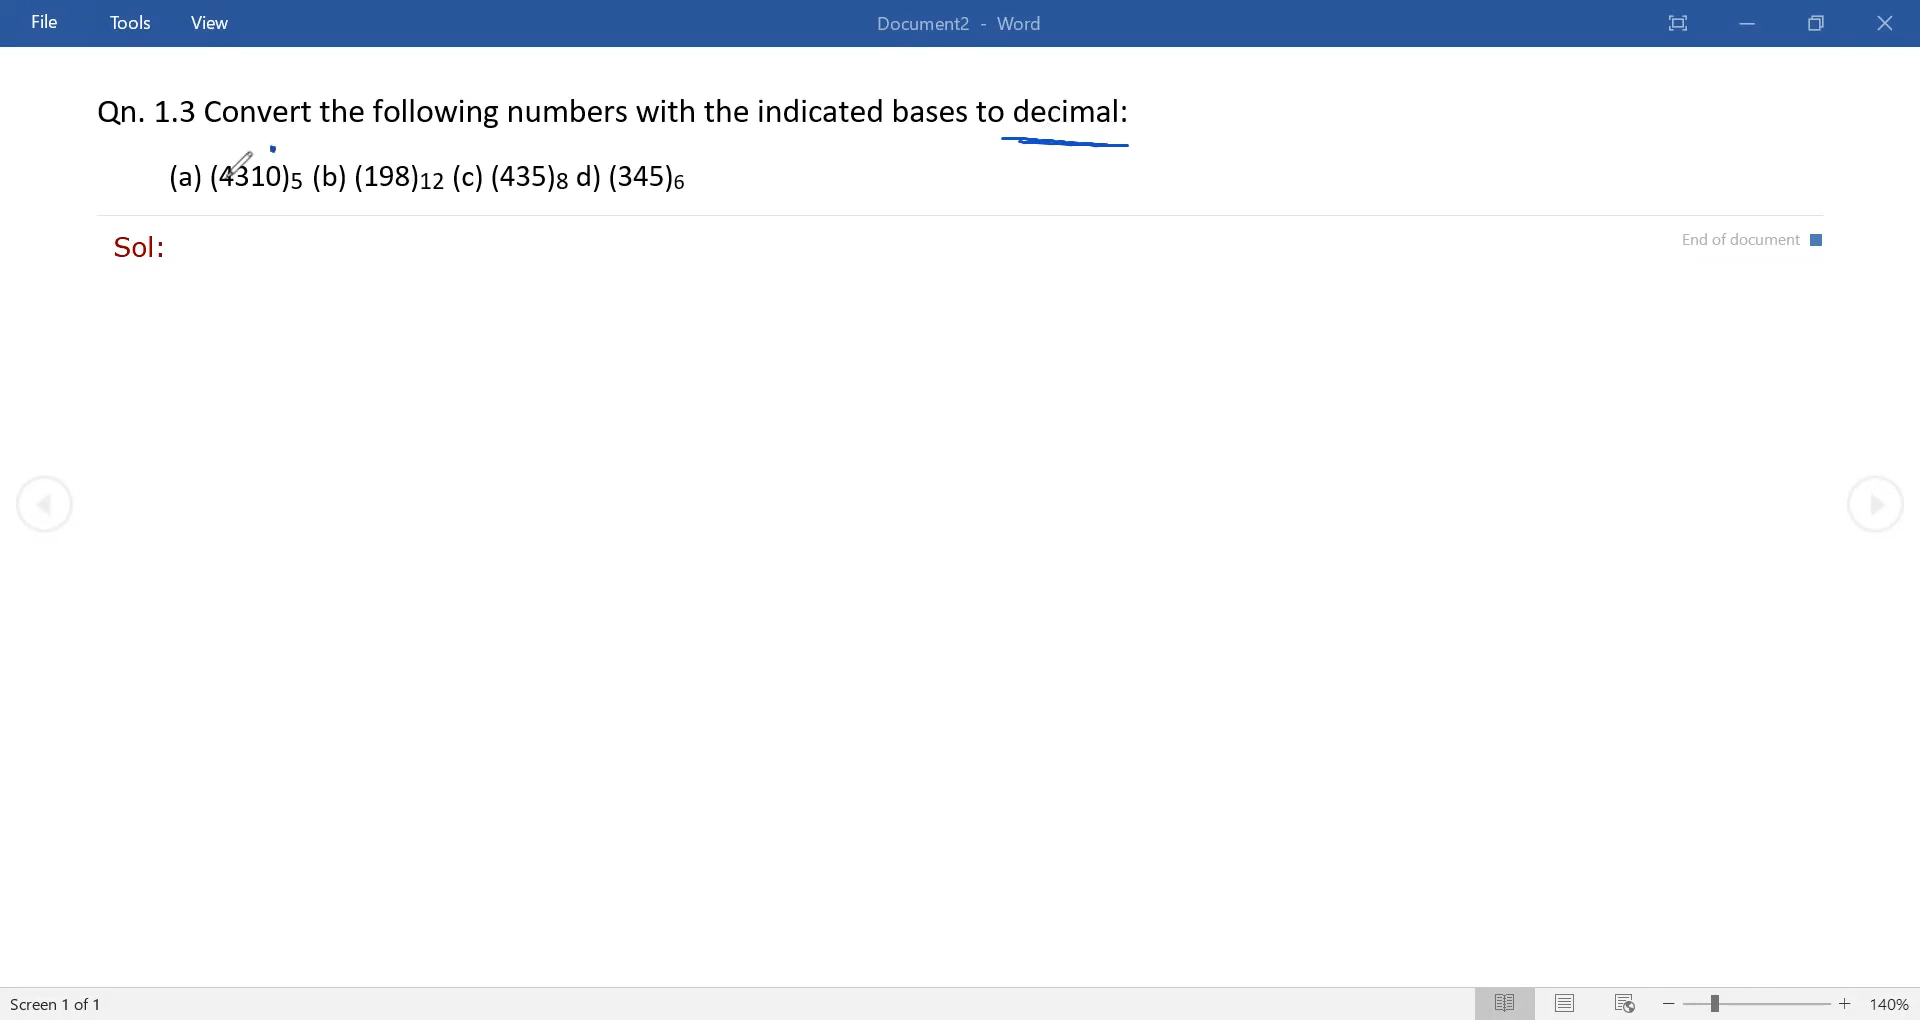 File Tools View Document2 - Word
Qn. 1.3 Convert the following numbers with the indicated bases to decimal:
(a) (4310)5 (b) (198)12 (c) (435)8 d) (345)6
Sol:
End of document
Screen 1 of 1 140%